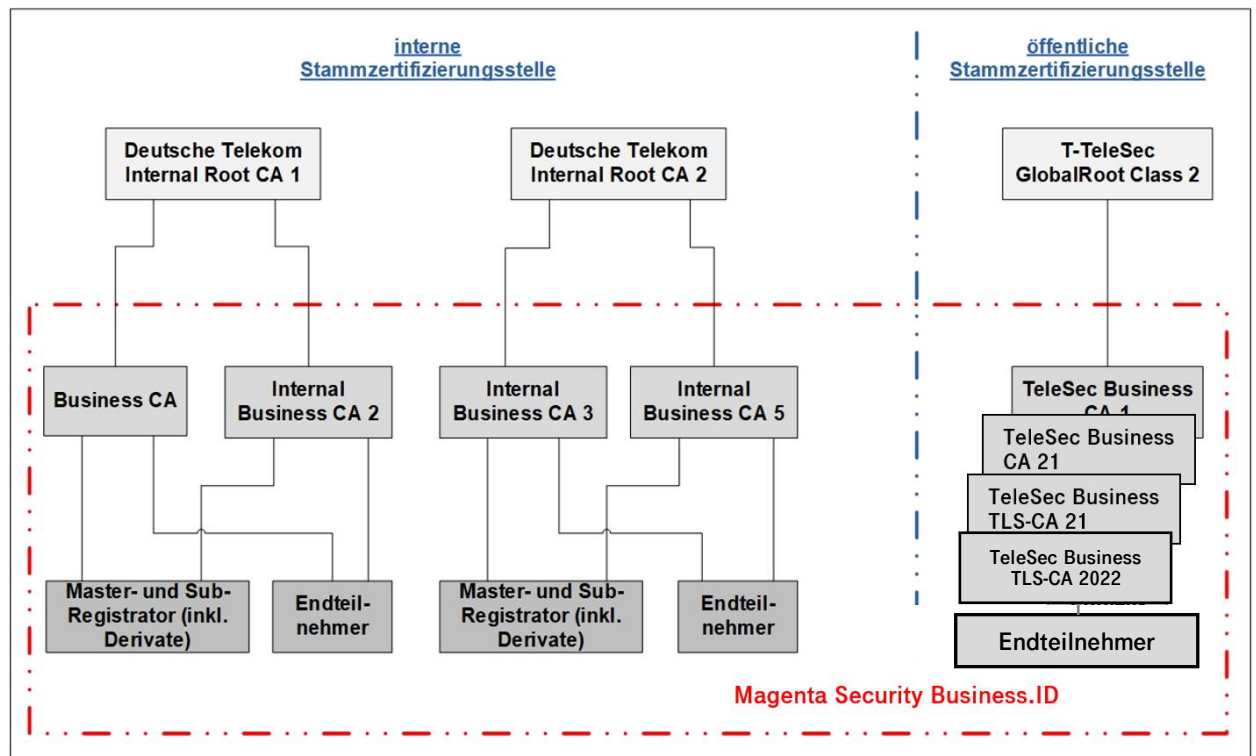 interne
Stammzertifizierungsstelle
öffentliche
Stammzertifizierungsstelle
Deutsche Telekom
Internal Root CA 1
Deutsche Telekom
Internal Root CA 2
T-TeleSec
GlobalRoot Class 2
Business CA
Internal
Business CA 2
Internal
Business CA 3
Internal
Business CA 5
TeleSec Business
CA 1
TeleSec Business
CA 21
TeleSec Business
TLS-CA 21
TeleSec Business
TLS-CA 2022
Master- und Sub-
Registrator (inkl.
Derivate)
Endteil-
nehmer
Master- und Sub-
Registrator (inkl.
Derivate)
Endteil-
nehmer
Endteilnehmer
Magenta Security Business.ID